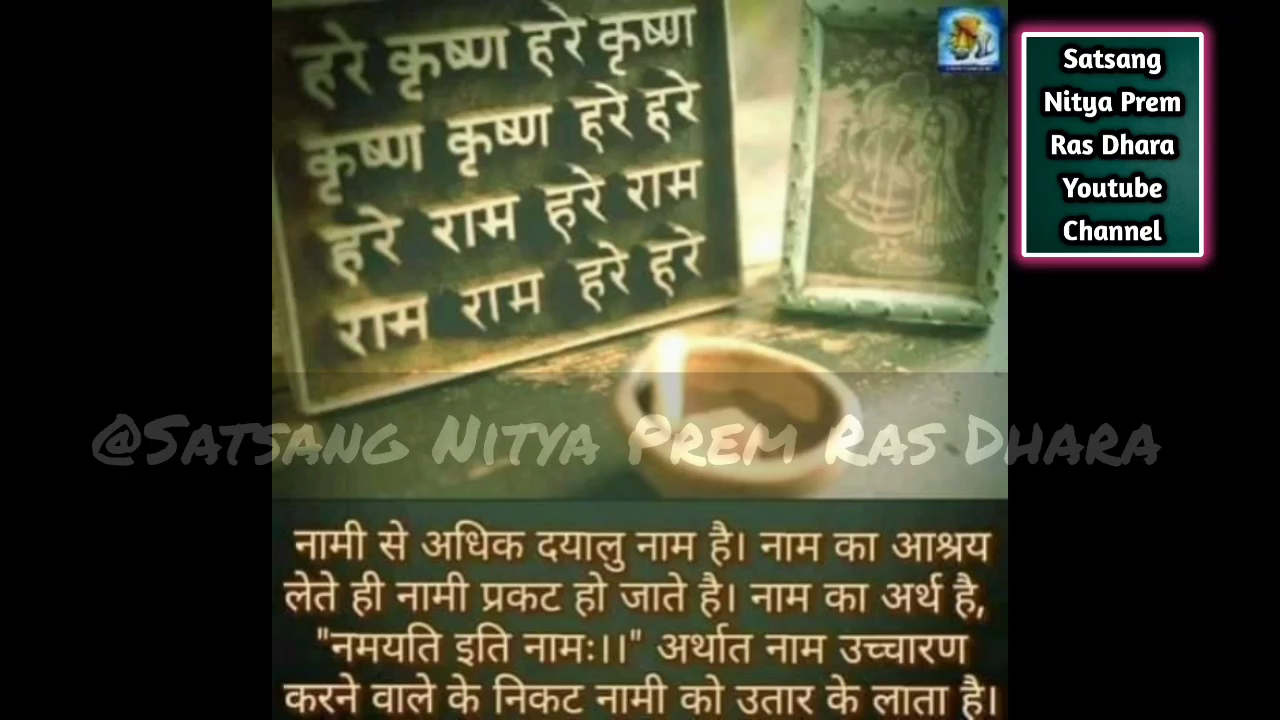 हरे कृष्ण हरे कृष्ण
कृष्ण कृष्ण हरे हरे
हरे राम हरे राम
राम राम हरे हरे
Satsang
Nitya Prem
Ras Dhara
Youtube
Channel
@Satsang Nitya Prem Ras Dhara
नामी से अधिक दयालु नाम है। नाम का आश्रय
लेते ही नामी प्रकट हो जाते है। नाम का अर्थ है,
"नमयति इति नामः।।" अर्थात नाम उच्चारण
करने वाले के निकट नामी को उतार के लाता है।